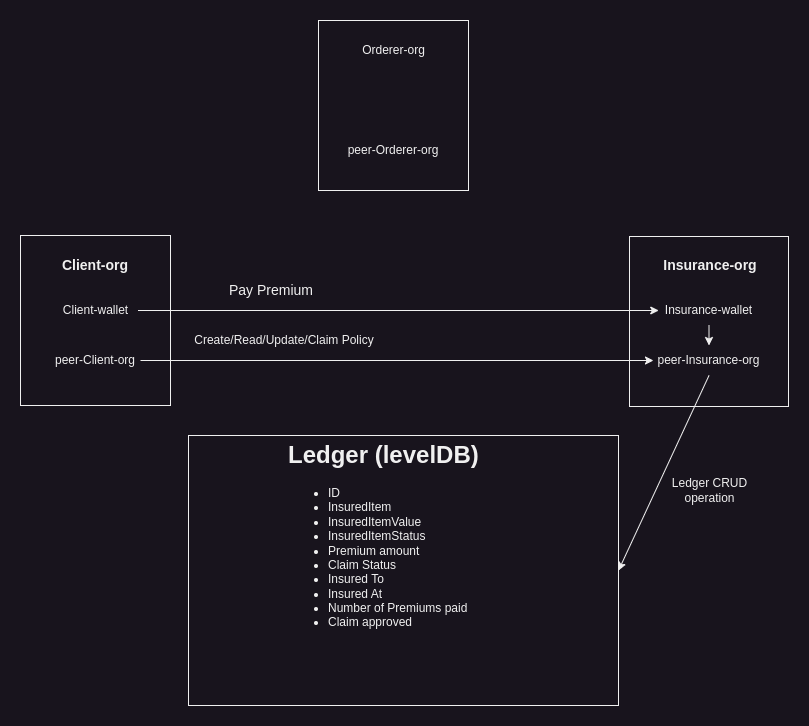 Orderer-org
peer-Orderer-org
Client-org
Client-wallet
peer-Client-org
Pay Premium
Create/Read/Update/Claim Policy
Insurance-org
Insurance-wallet
peer-Insurance-org
Ledger CRUD
operation
Ledger (levelDB)
• ID
• InsuredItem
• InsuredItemValue
• InsuredItemStatus
• Premium amount
• Claim Status
• Insured To
• Insured At
• Number of Premiums paid
• Claim approved